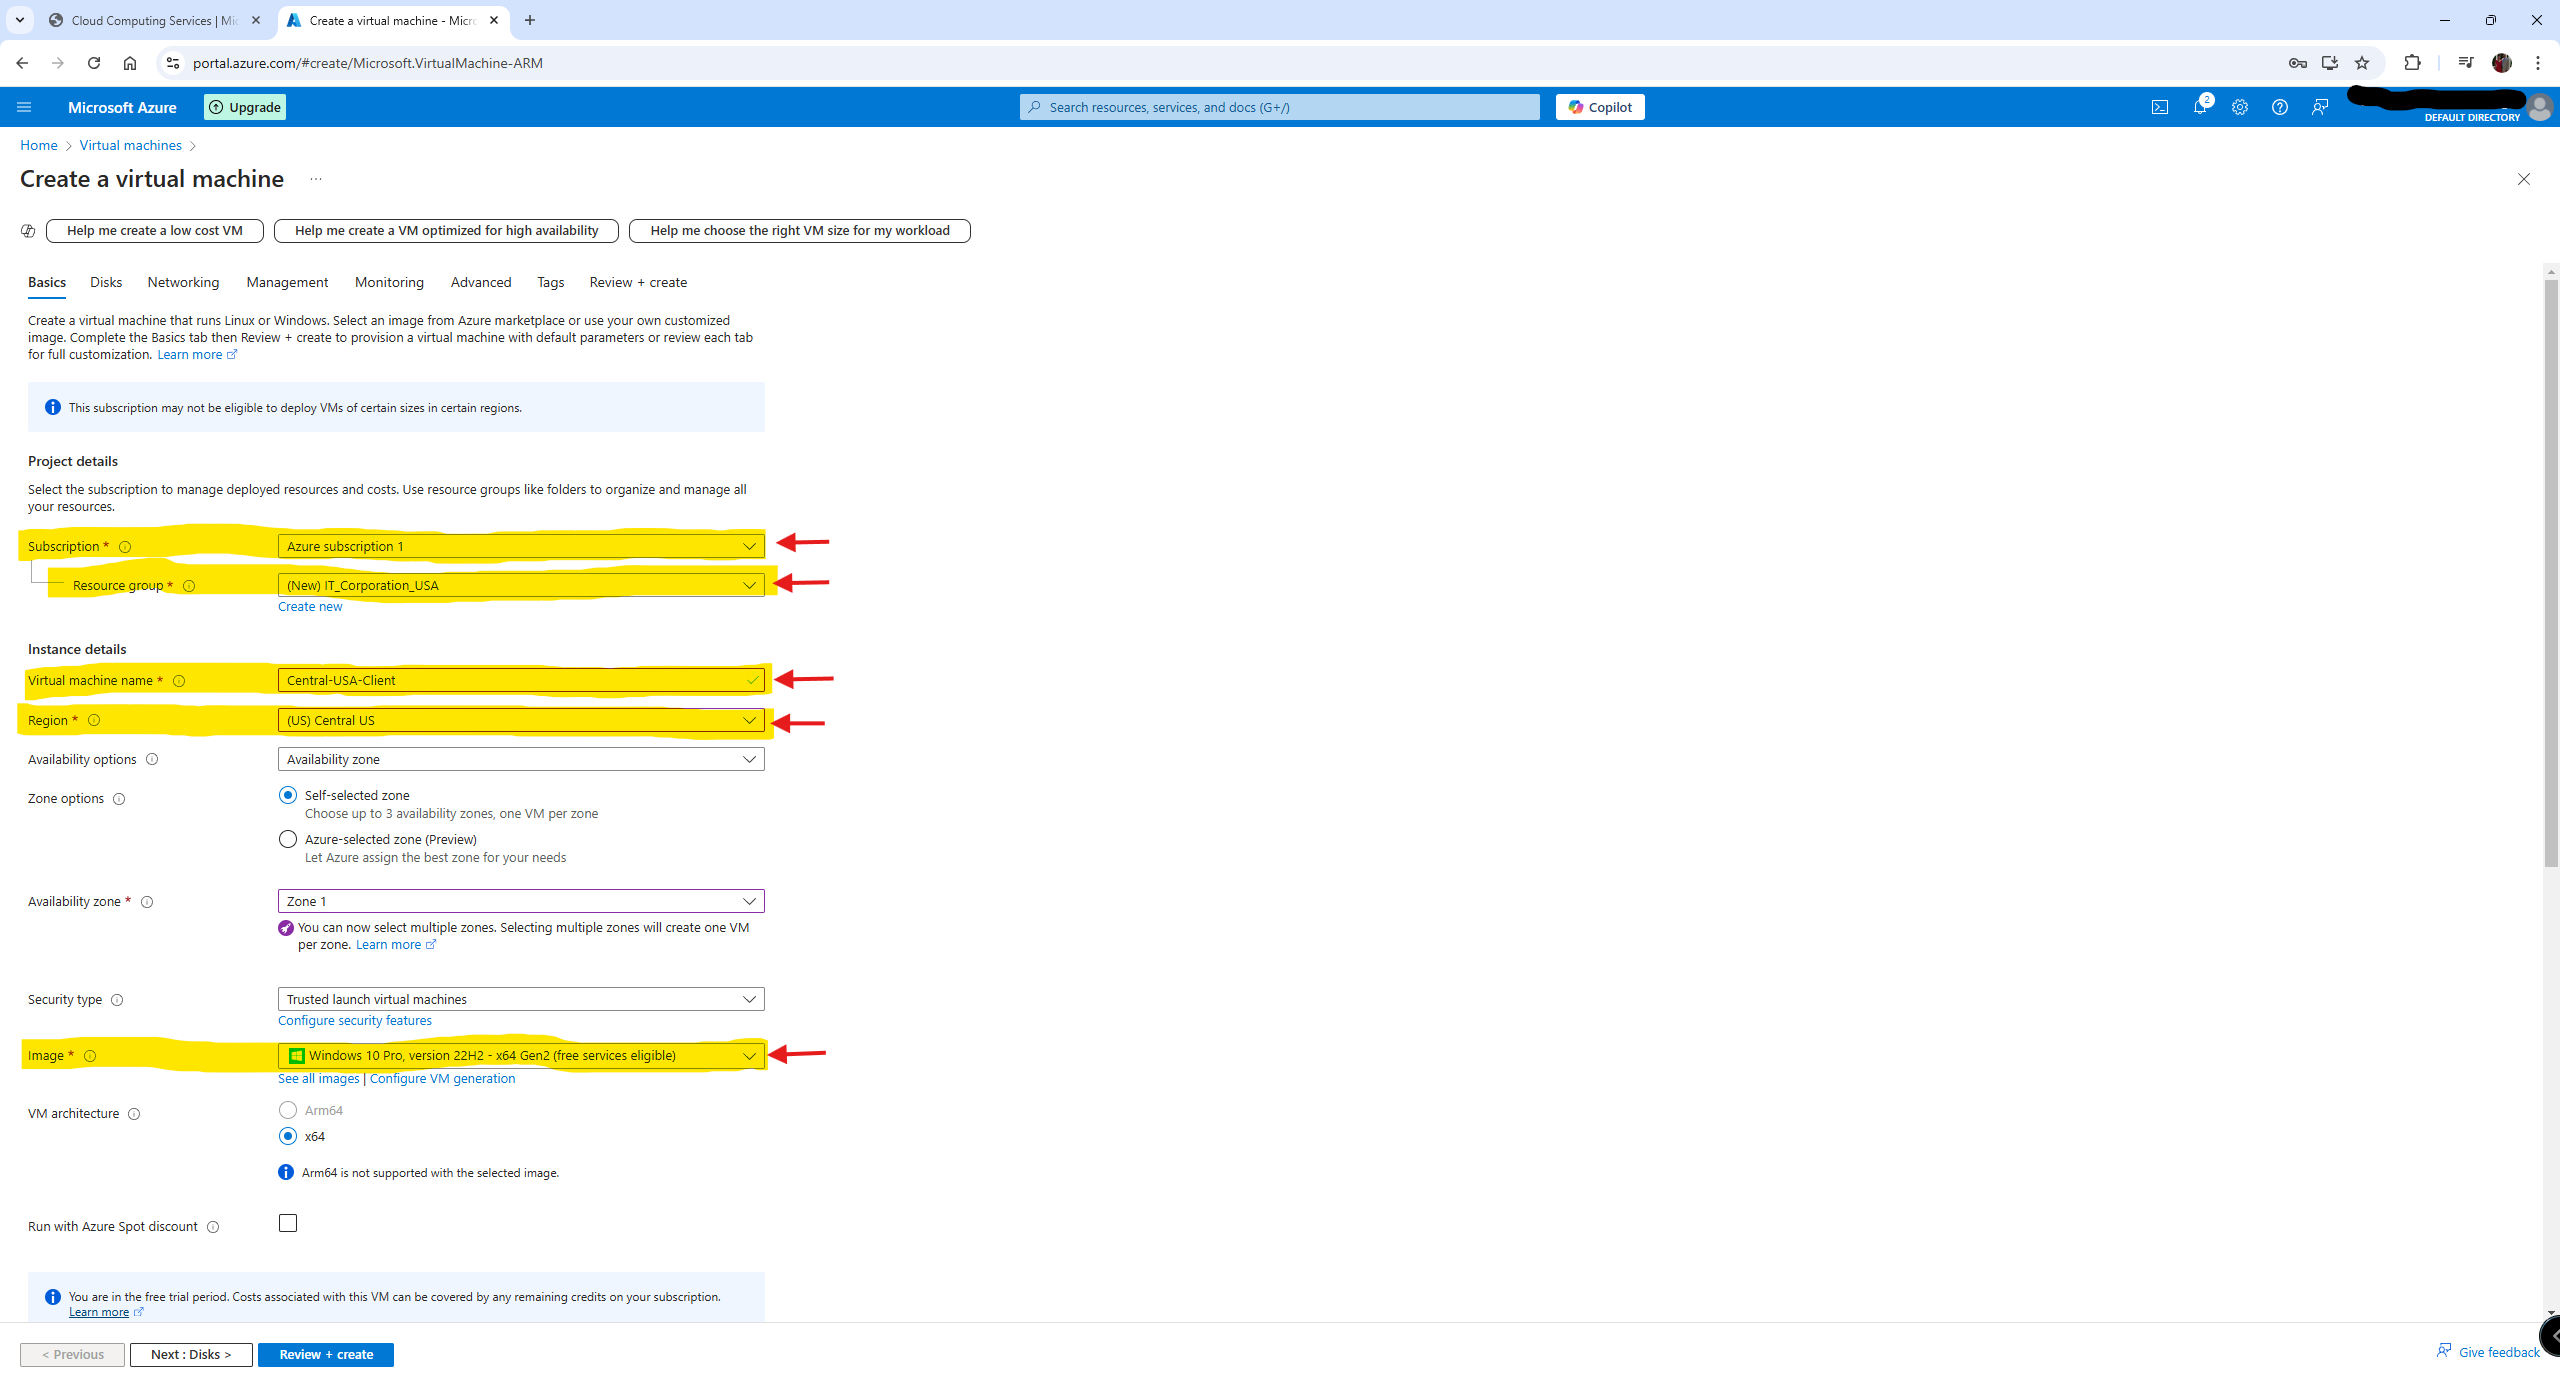 Cloud Computing Services | Mic
Create a virtual machine - Micro
portal.azure.com/#create/Microsoft.VirtualMachine-ARM
Microsoft Azure
Upgrade
Search resources, services, and docs (G+/)
Copilot
2
DEFAULT DIRECTORY
Home > Virtual machines >
Create a virtual machine ...
Help me create a low cost VM
Help me create a VM optimized for high availability
Help me choose the right VM size for my workload
Basics Disks Networking Management Monitoring Advanced Tags Review + create
Create a virtual machine that runs Linux or Windows. Select an image from Azure marketplace or use your own customized
image. Complete the Basics tab then Review + create to provision a virtual machine with default parameters or review each tab
for full customization. Learn more
This subscription may not be eligible to deploy VMs of certain sizes in certain regions.
Project details
Select the subscription to manage deployed resources and costs. Use resource groups like folders to organize and manage all
your resources.
Subscription * Azure subscription 1
Resource group * (New) IT_Corporation_USA
Create new
Instance details
Virtual machine name * Central-USA-Client
Region * (US) Central US
Availability options Availability zone
Zone options Self-selected zone
Choose up to 3 availability zones, one VM per zone
Azure-selected zone (Preview)
Let Azure assign the best zone for your needs
Availability zone * Zone 1
You can now select multiple zones. Selecting multiple zones will create one VM
per zone. Learn more
Security type Trusted launch virtual machines
Configure security features
Image * Windows 10 Pro, version 22H2 - x64 Gen2 (free services eligible)
See all images | Configure VM generation
VM architecture Arm64
x64
Arm64 is not supported with the selected image.
Run with Azure Spot discount
You are in the free trial period. Costs associated with this VM can be covered by any remaining credits on your subscription.
Learn more
< Previous Next : Disks > Review + create
Give feedback